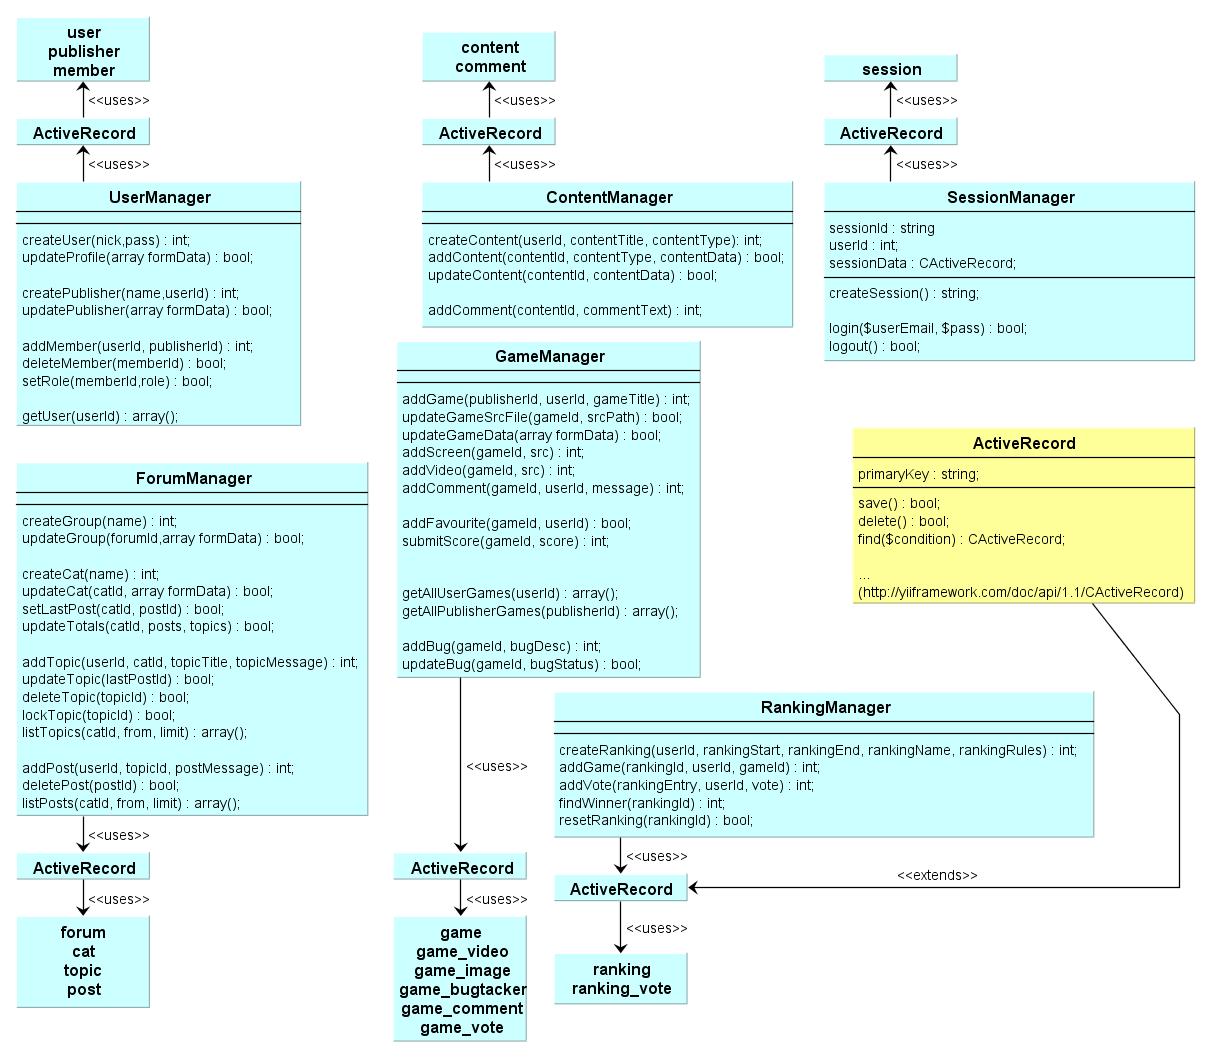 user
publisher
member
<<uses>>
ActiveRecord
<<uses>>
UserManager
createUser(nick,pass) : int;
updateProfile(array formData) : bool;
createPublisher(name,userId) : int;
updatePublisher(array formData) : bool;
addMember(userId, publisherId) : int;
deleteMember(memberId) : bool;
setRole(memberId,role) : bool;
getUser(userId) : array();
content
comment
<<uses>>
ActiveRecord
<<uses>>
ContentManager
createContent(userId, contentTitle, contentType): int;
addContent(contentId, contentType, contentData) : bool;
updateContent(contentId, contentData) : bool;
addComment(contentId, commentText) : int;
session
<<uses>>
ActiveRecord
<<uses>>
SessionManager
sessionId : string
userId : int;
sessionData : CActiveRecord;
createSession() : string;
login($userEmail, $pass) : bool;
logout() : bool;
GameManager
addGame(publisherId, userId, gameTitle) : int;
updateGameSrcFile(gameId, srcPath) : bool;
updateGameData(array formData) : bool;
addScreen(gameId, src) : int;
addVideo(gameId, src) : int;
addComment(gameId, userId, message) : int;
addFavourite(gameId, userId) : bool;
submitScore(gameId, score) : int;
getAllUserGames(userId) : array();
getAllPublisherGames(publisherId) : array();
addBug(gameId, bugDesc) : int;
updateBug(gameId, bugStatus) : bool;
<<uses>>
ActiveRecord
<<uses>>
game
game_video
game_image
game_bugtacker
game_comment
game_vote
ActiveRecord
primaryKey : string;
save() : bool;
delete() : bool;
find($condition) : CActiveRecord;
...
(http://yiiframework.com/doc/api/1.1/CActiveRecord)
<<extends>>
ForumManager
createGroup(name) : int;
updateGroup(forumId,array formData) : bool;
createCat(name) : int;
updateCat(catId, array formData) : bool;
setLastPost(catId, postId) : bool;
updateTotals(catId, posts, topics) : bool;
addTopic(userId, catId, topicTitle, topicMessage) : int;
updateTopic(lastPostId) : bool;
deleteTopic(topicId) : bool;
lockTopic(topicId) : bool;
listTopics(catId, from, limit) : array();
addPost(userId, topicId, postMessage) : int;
deletePost(postId) : bool;
listPosts(catId, from, limit) : array();
<<uses>>
ActiveRecord
<<uses>>
forum
cat
topic
post
RankingManager
createRanking(userId, rankingStart, rankingEnd, rankingName, rankingRules) : int;
addGame(rankingId, userId, gameId) : int;
addVote(rankingEntry, userId, vote) : int;
findWinner(rankingId) : int;
resetRanking(rankingId) : bool;
<<uses>>
ActiveRecord
<<uses>>
ranking
ranking_vote